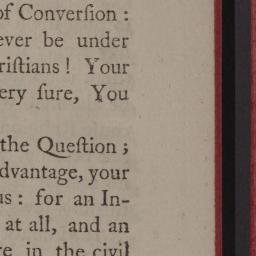 of Converſion :
ever be under
riſtians ! Your
ery ſure, You
the Queſtion ;
dvantage, your
us : for an In-
at all, and an
re in the civil